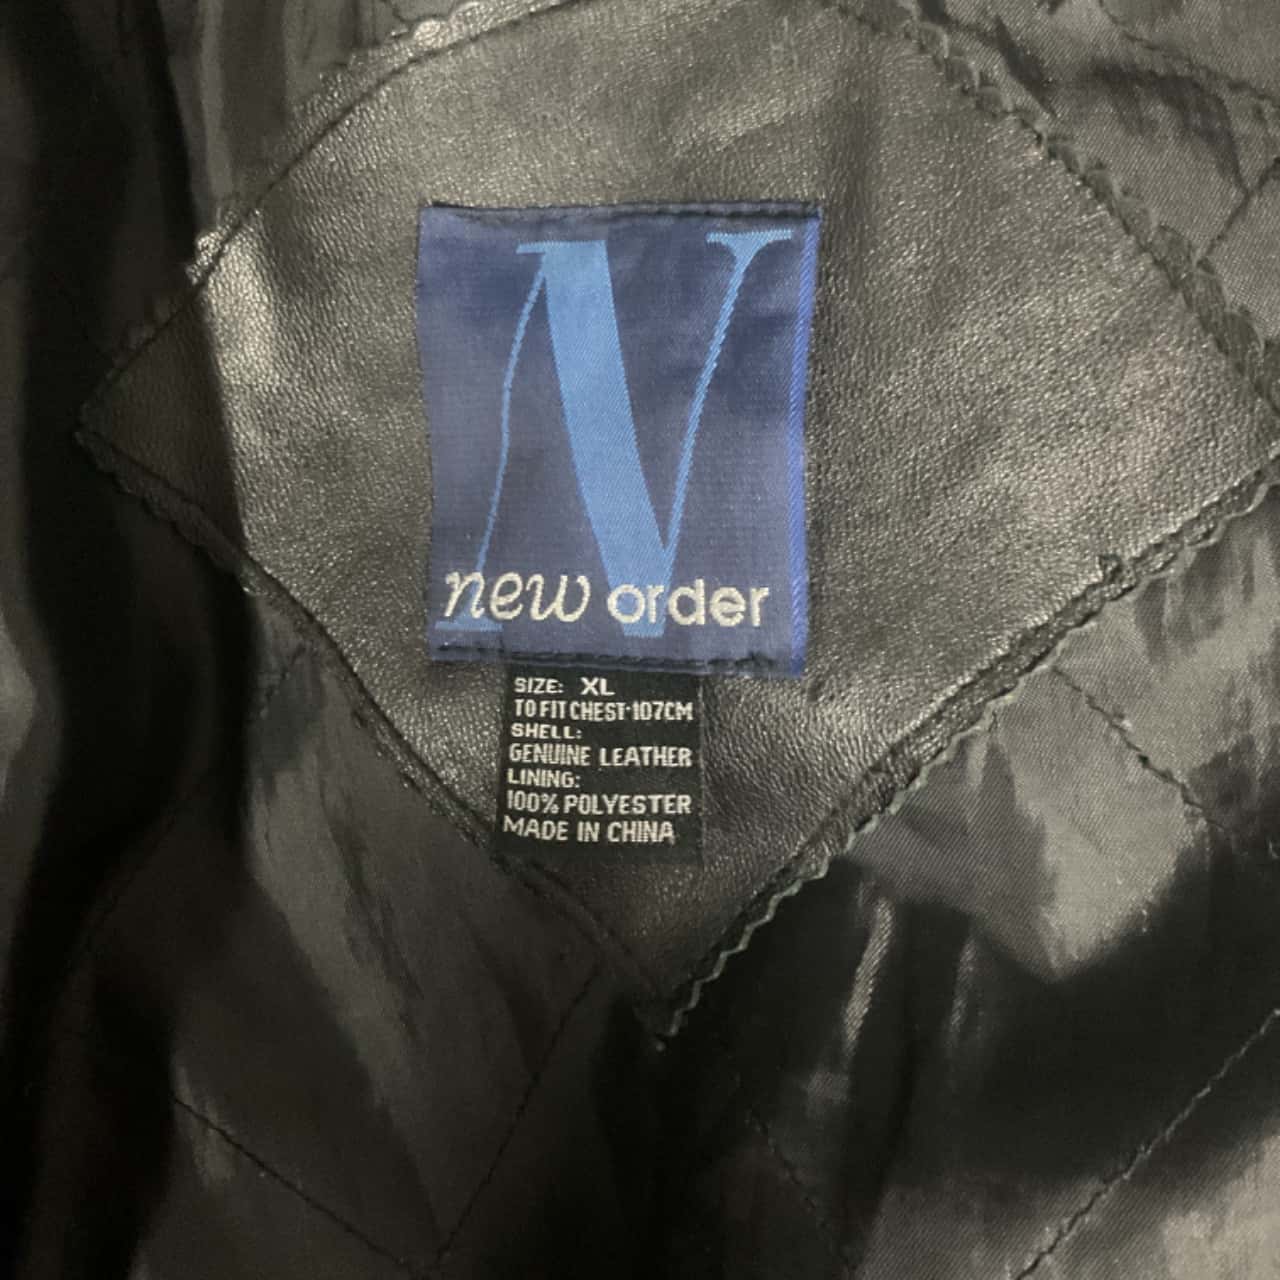 N
new order
SIZE: XL
TO FIT CHEST·107CM
SHELL:
GENUINE LEATHER
LINING:
100% POLYESTER
MADE IN CHINA